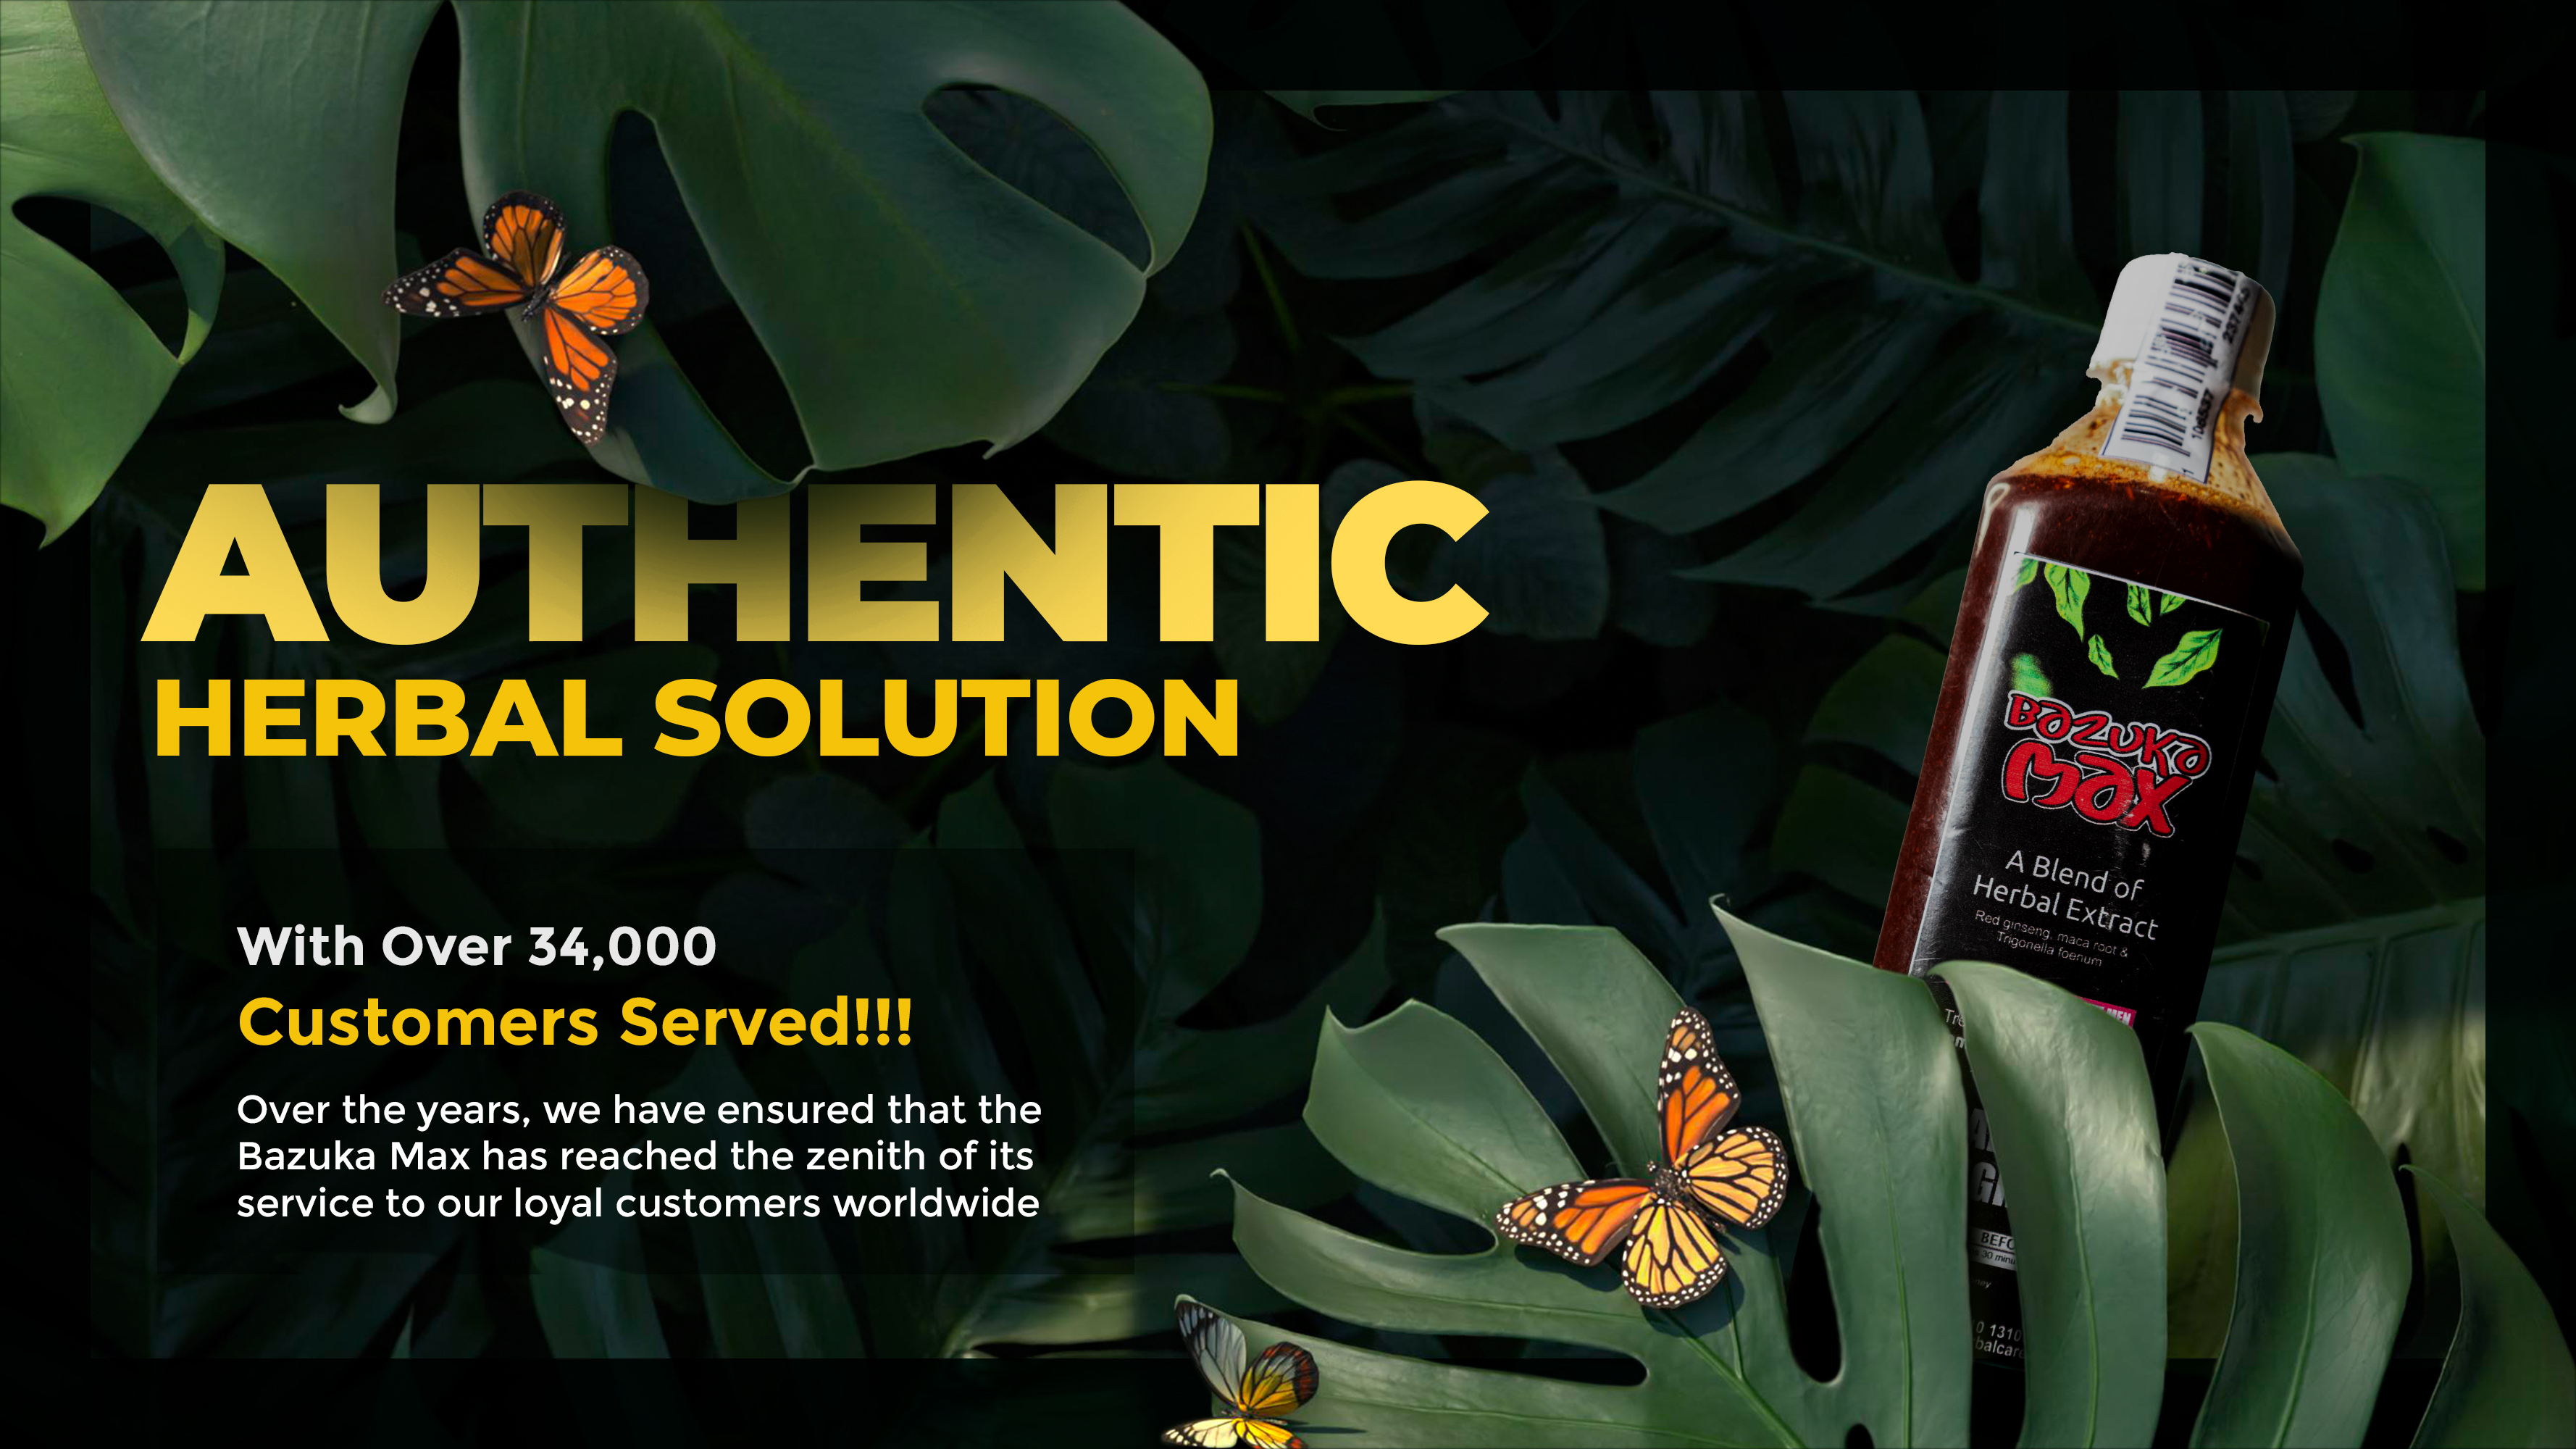 AUTHENTIC
HERBAL SOLUTION
With Over 34,000
Customers Served!!!
Over the years, we have ensured that the
Bazuka Max has reached the zenith of its
service to our loyal customers worldwide
BazuKa
Max
A Blend of
Herbal Extract
Red ginseng, maca root &
Trigonella foenum
MEN